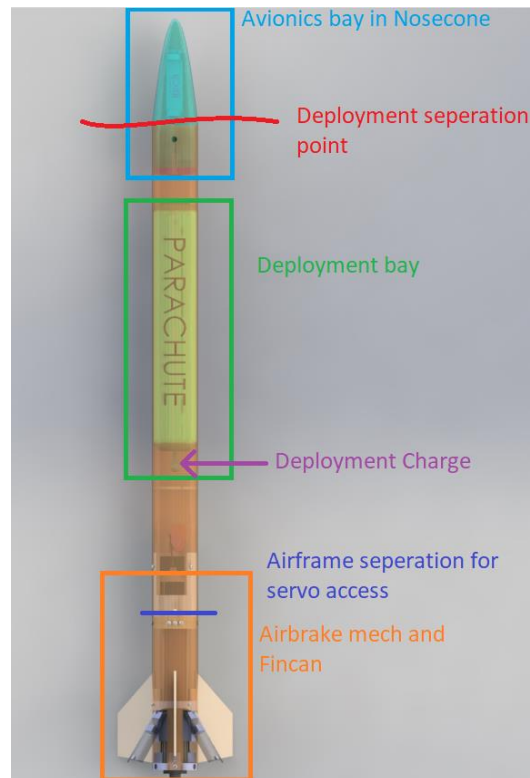 Avionics bay in Nosecone
Deployment seperation
point
PARACHUTE
Deployment bay
Deployment Charge
Airframe seperation for
servo access
Airbrake mech and
Fincan